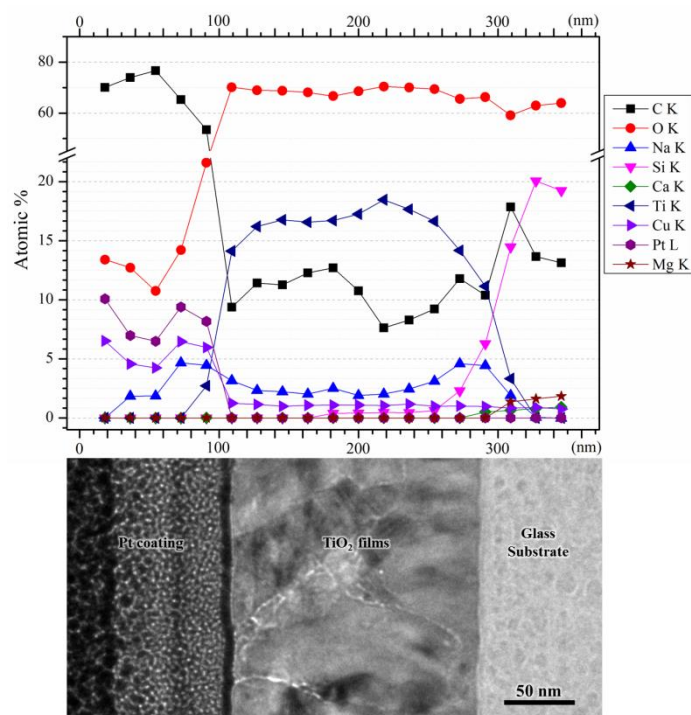 0 100 200 300 (nm)
80
60
20
15
10
5
0
Atomic %
C K
O K
Na K
Si K
Ca K
Ti K
Cu K
Pt L
Mg K
0 100 200 300 (nm)
Pt coating
TiO₂ films
Glass
Substrate
50 nm